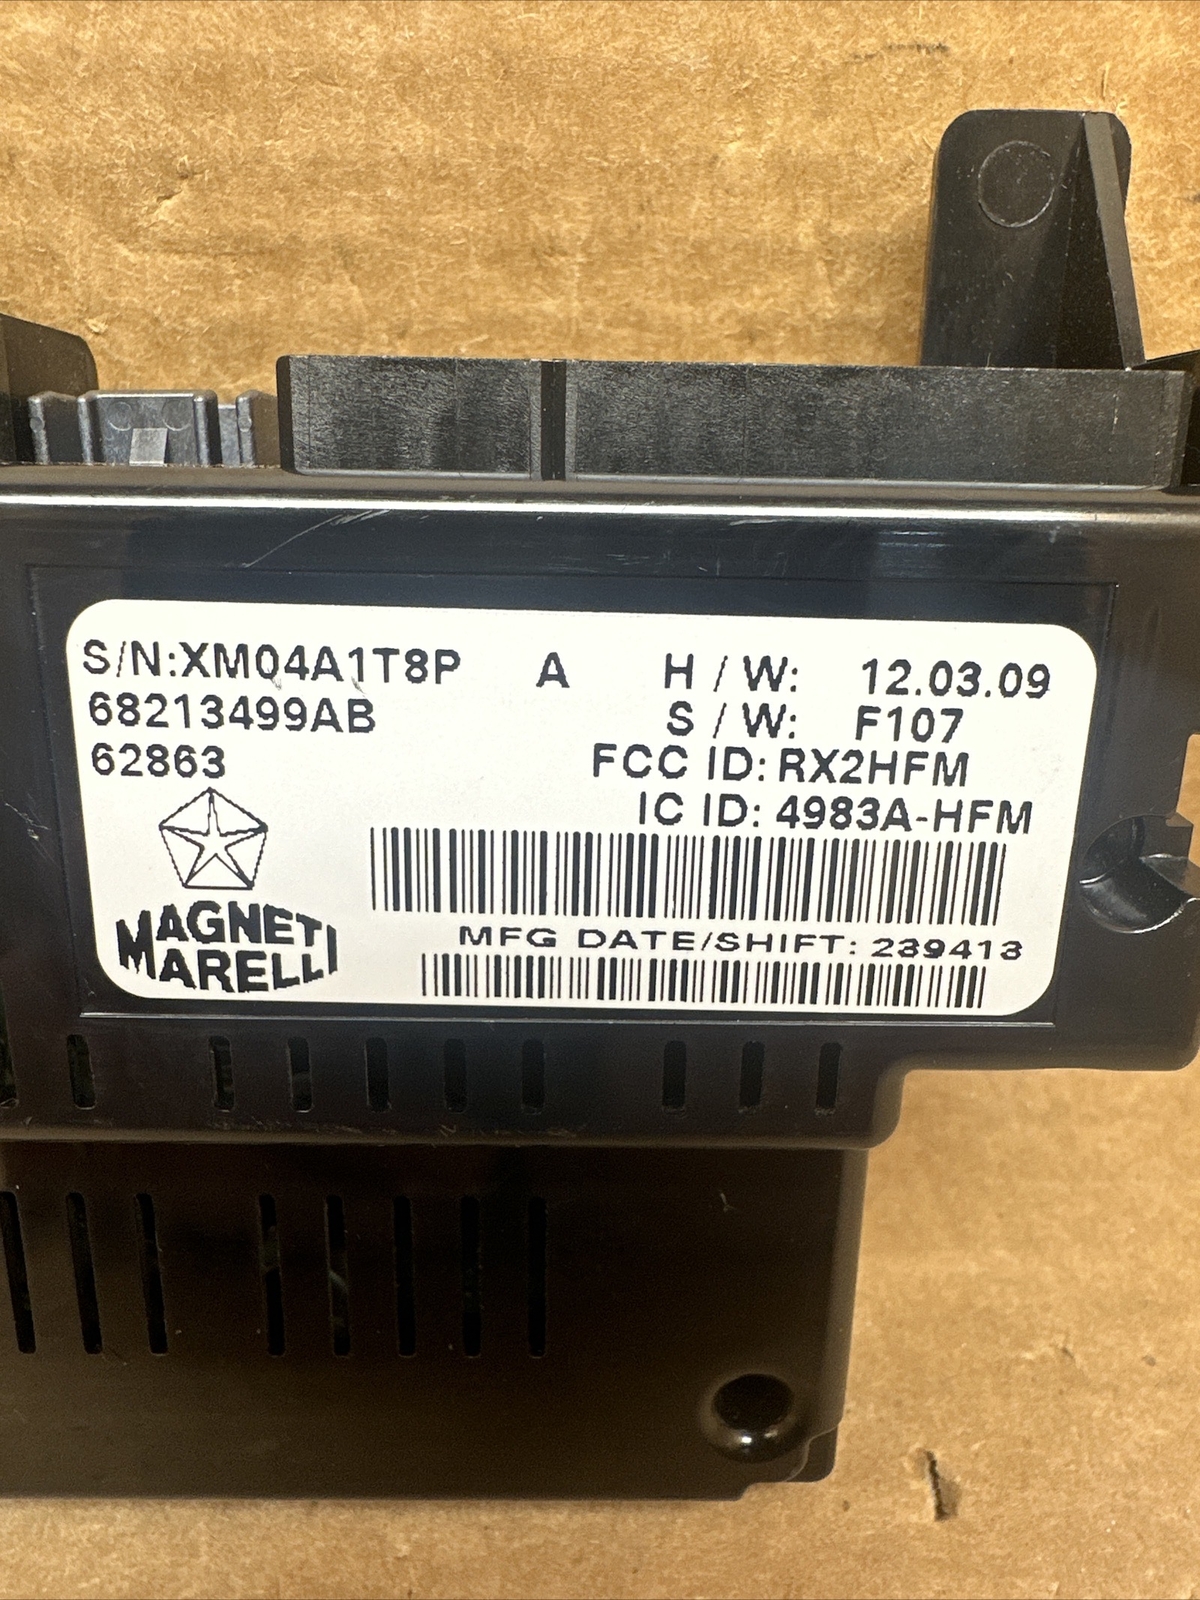 S/N:XM04A1T8P A H / W: 12.03.09
68213499AB S / W: F107
62863 FCC ID: RX2HFM
IC ID: 4983A-HFM
MAGNETI
MARELLI
MFG DATE/SHIFT: 239413